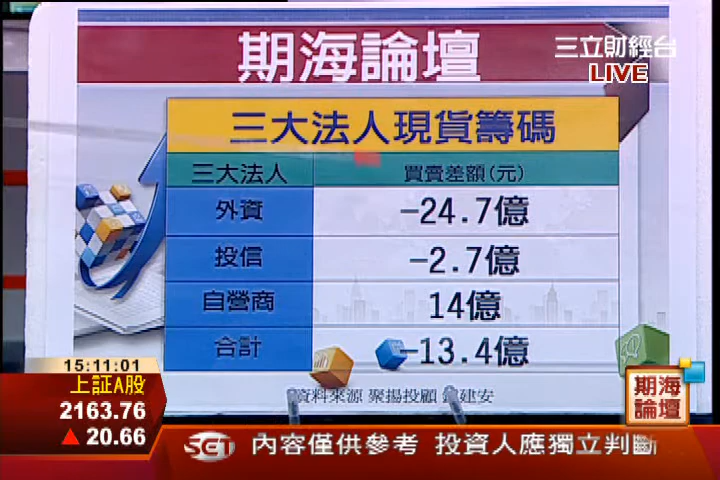 期海論壇
三立財經台
LIVE
三大法人現貨籌碼
三大法人 買賣差額(元)
外資 -24.7億
投信 -2.7億
自營商 14億
合計 -13.4億
資料來源 聚揚投顧 建安
15:11:01
上証A股
2163.76
▲ 20.66
期海
論壇
SET 內容僅供參考 投資人應獨立判斷